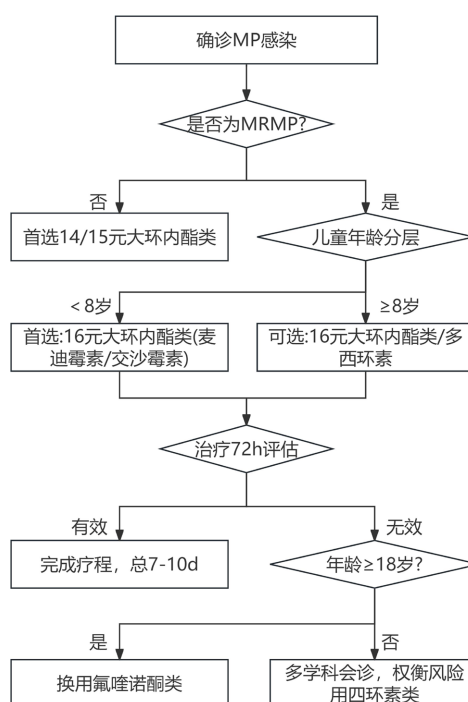 确诊MP感染
是否为MRMP?
否
是
首选14/15元大环内酯类
儿童年龄分层
<8岁
≥8岁
首选:16元大环内酯类(麦
迪霉素/交沙霉素)
可选:16元大环内酯类/多
西环素
治疗72h评估
有效
无效
完成疗程，总7-10d
年龄≥18岁?
是
否
换用氟喹诺酮类
多学科会诊，权衡风险
用四环素类